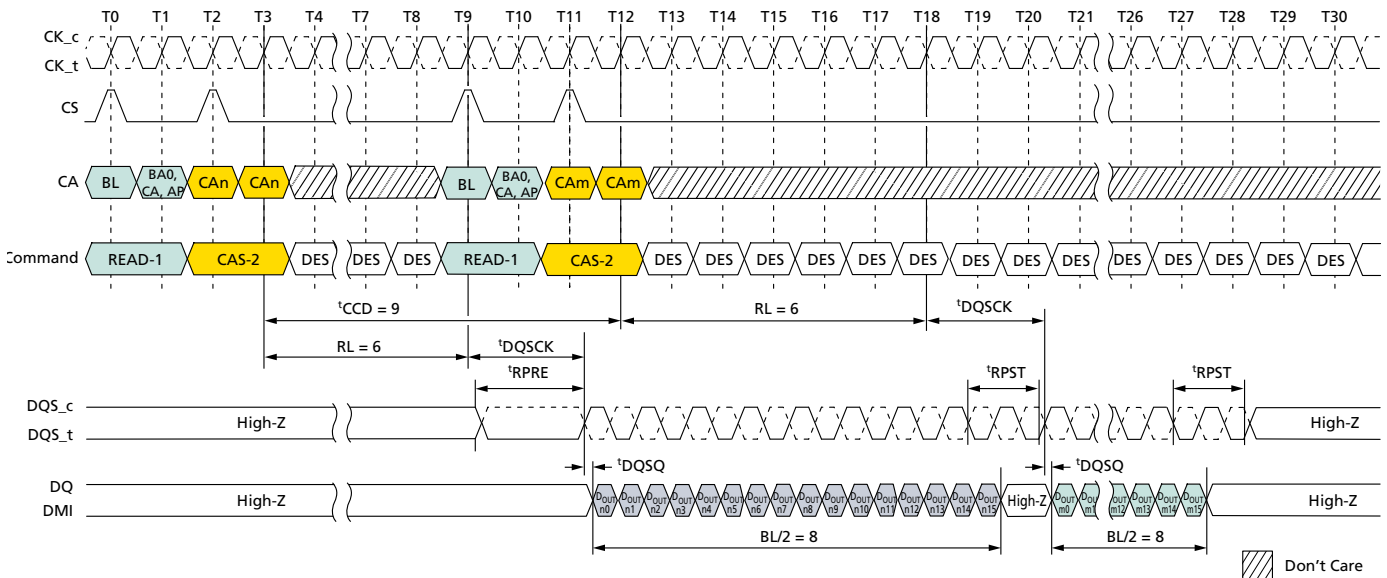 T0 T1 T2 T3 T4 T7 T8 T9 T10 T11 T12 T13 T14 T15 T16 T17 T18 T19 T20 T21 T26 T27 T28 T29 T30
CK_c
CK_t
CS
CA BL BA0, CA, AP CAn CAn BL BA0, CA, AP CAm CAm
Command READ-1 CAS-2 DES DES DES READ-1 CAS-2 DES DES DES DES DES DES DES DES DES DES DES DES DES DES
tCCD = 9 RL = 6 tDQSCK
RL = 6 tDQSCK
tRPRE tRPST tRPST
DQS_c
DQS_t
High-Z High-Z
tDQSQ tDQSQ
DQ
DMI
High-Z DOUT n0 DOUT n1 DOUT n2 DOUT n3 DOUT n4 DOUT n5 DOUT n6 DOUT n7 DOUT n8 DOUT n9 DOUT n10 DOUT n11 DOUT n12 DOUT n13 DOUT n14 DOUT n15 High-Z DOUT m0 DOUT m1 DOUT m12 DOUT m13 DOUT m14 DOUT m15 High-Z
BL/2 = 8 BL/2 = 8
Don't Care